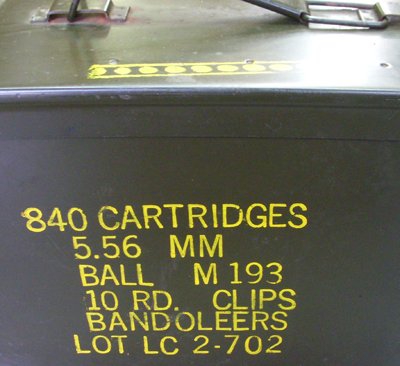 840 CARTRIDGES
5.56 MM
BALL M 193
10 RD. CLIPS
BANDOLEERS
LOT LC 2-702